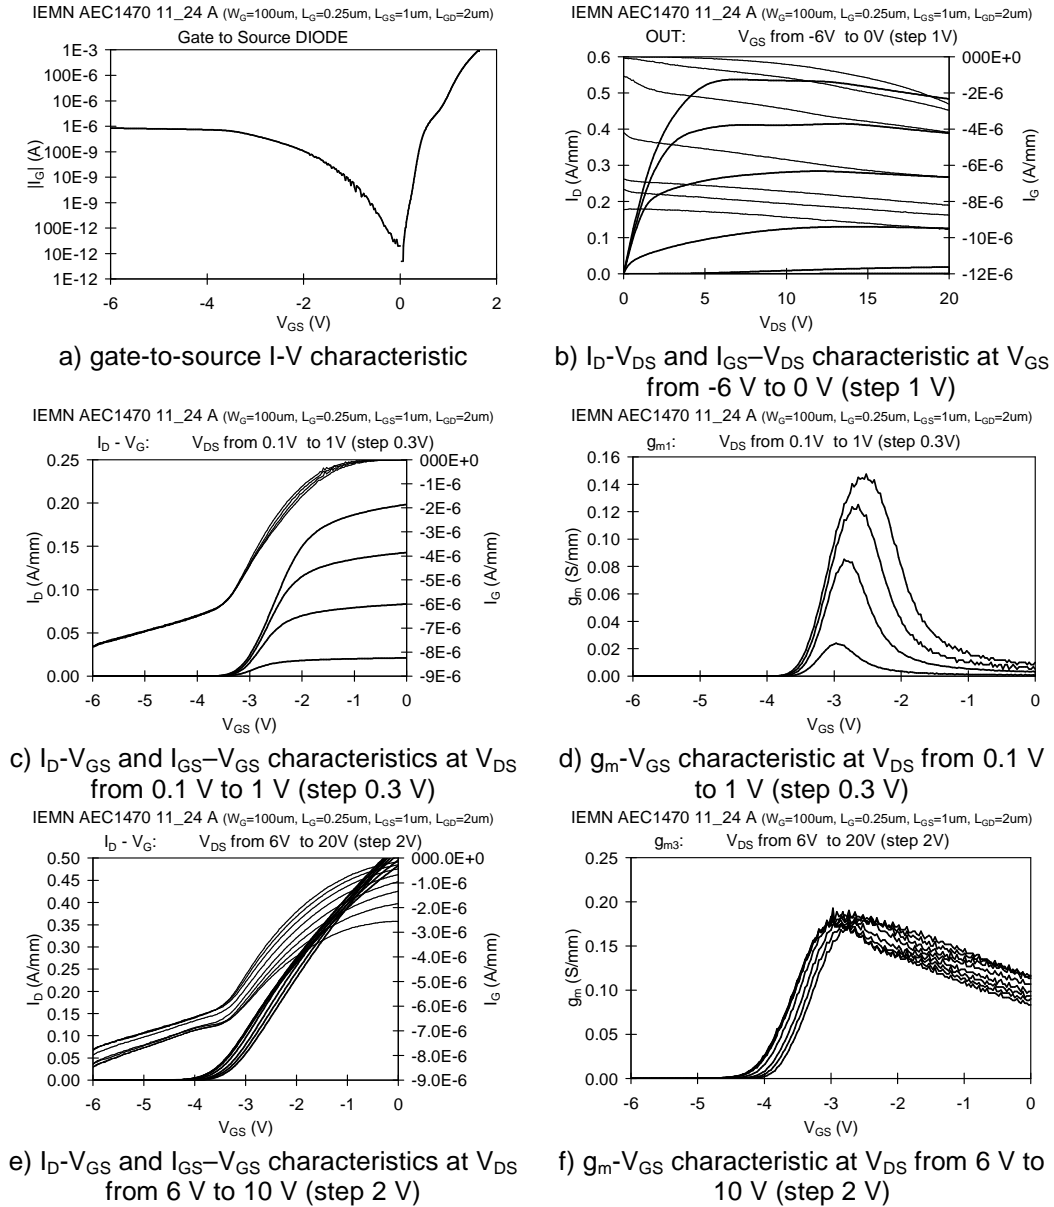 IEMN AEC1470 11_24 A (WG=100um, LG=0.25um, LGS=1um, LGD=2um)
Gate to Source DIODE
1E-3
100E-6
10E-6
1E-6
100E-9
10E-9
1E-9
100E-12
10E-12
1E-12
|IG| (A)
-6 -4 -2 0 2
VGS (V)
a) gate-to-source I-V characteristic
IEMN AEC1470 11_24 A (WG=100um, LG=0.25um, LGS=1um, LGD=2um)
OUT: VGS from -6V to 0V (step 1V)
0.6
0.5
0.4
0.3
0.2
0.1
0.0
ID (A/mm)
000E+0
-2E-6
-4E-6
-6E-6
-8E-6
-10E-6
-12E-6
IG (A/mm)
0 5 10 15 20
VDS (V)
b) ID-VDS and IGS–VDS characteristic at VGS
from -6 V to 0 V (step 1 V)
IEMN AEC1470 11_24 A (WG=100um, LG=0.25um, LGS=1um, LGD=2um)
ID - VG: VDS from 0.1V to 1V (step 0.3V)
0.25
0.20
0.15
0.10
0.05
0.00
ID (A/mm)
000E+0
-1E-6
-2E-6
-3E-6
-4E-6
-5E-6
-6E-6
-7E-6
-8E-6
-9E-6
IG (A/mm)
-6 -5 -4 -3 -2 -1 0
VGS (V)
c) ID-VGS and IGS–VGS characteristics at VDS
from 0.1 V to 1 V (step 0.3 V)
IEMN AEC1470 11_24 A (WG=100um, LG=0.25um, LGS=1um, LGD=2um)
gm1: VDS from 0.1V to 1V (step 0.3V)
0.16
0.14
0.12
0.10
0.08
0.06
0.04
0.02
0.00
gm (S/mm)
-6 -5 -4 -3 -2 -1 0
VGS (V)
d) gm-VGS characteristic at VDS from 0.1 V
to 1 V (step 0.3 V)
IEMN AEC1470 11_24 A (WG=100um, LG=0.25um, LGS=1um, LGD=2um)
ID - VG: VDS from 6V to 20V (step 2V)
0.50
0.45
0.40
0.35
0.30
0.25
0.20
0.15
0.10
0.05
0.00
ID (A/mm)
000.0E+0
-1.0E-6
-2.0E-6
-3.0E-6
-4.0E-6
-5.0E-6
-6.0E-6
-7.0E-6
-8.0E-6
-9.0E-6
IG (A/mm)
-6 -5 -4 -3 -2 -1 0
VGS (V)
e) ID-VGS and IGS–VGS characteristics at VDS
from 6 V to 10 V (step 2 V)
IEMN AEC1470 11_24 A (WG=100um, LG=0.25um, LGS=1um, LGD=2um)
gm3: VDS from 6V to 20V (step 2V)
0.25
0.20
0.15
0.10
0.05
0.00
gm (S/mm)
-6 -5 -4 -3 -2 -1 0
VGS (V)
f) gm-VGS characteristic at VDS from 6 V to
10 V (step 2 V)